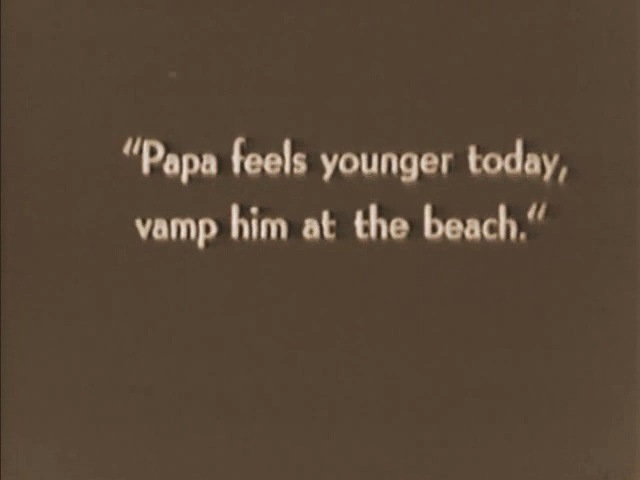 "Papa feels younger today,
vamp him at the beach."